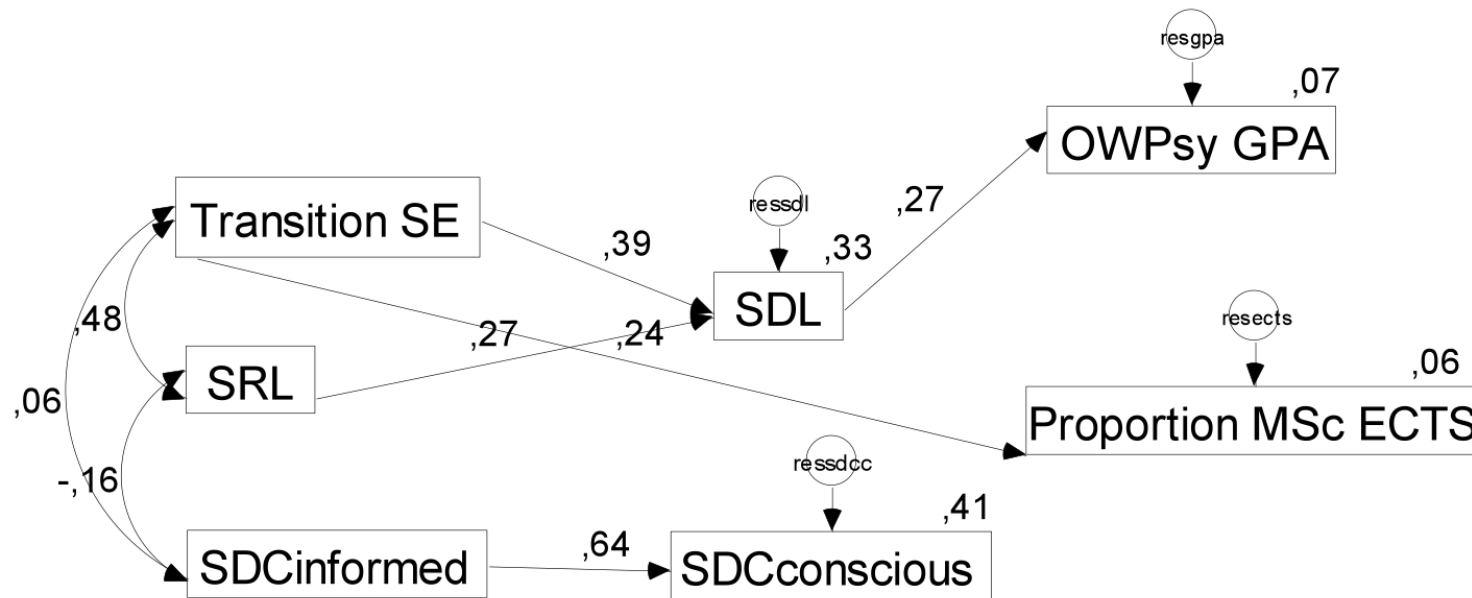 resgpa
,07
OWPsy GPA
Transition SE
ressdl
,27
,39
,33
SDL
,48
,27
,24
resects
SRL
,06
,06
Proportion MSc ECTS
-,16
ressdcc
,41
SDCinformed
,64
SDCconscious